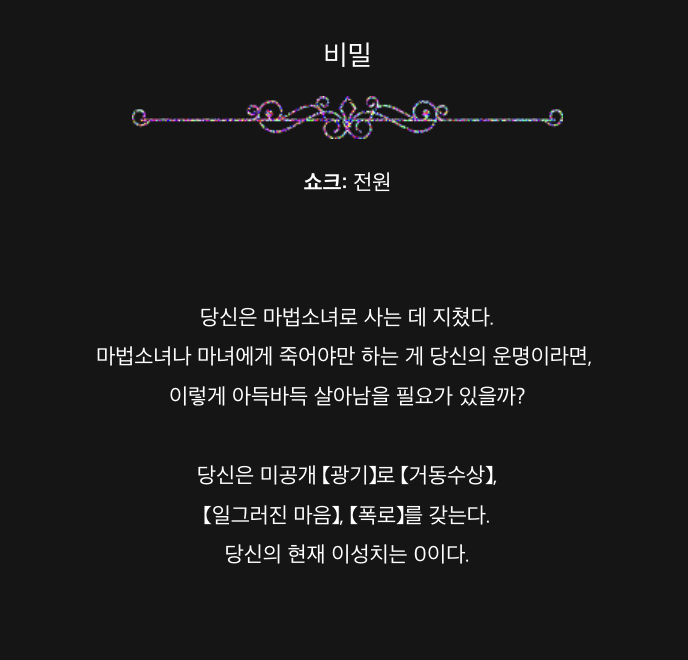 비밀
쇼크: 전원
당신은 마법소녀로 사는 데 지쳤다.
마법소녀나 마녀에게 죽어야만 하는 게 당신의 운명이라면,
이렇게 아득바득 살아남을 필요가 있을까?
당신은 미공개【광기】로【거동수상】,
【일그러진 마음】,【폭로】를 갖는다.
당신의 현재 이성치는 0이다.